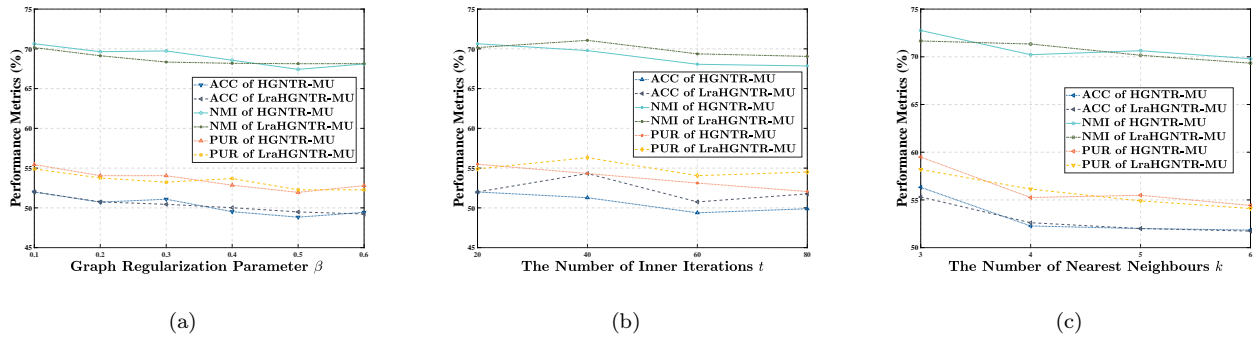 75
70
65
60
55
50
45
0.1
0.2
0.3
0.4
0.5
0.6
Performance Metrics (%)
Graph Regularization Parameter β
ACC of HGNTR-MU
ACC of LraHGNTR-MU
NMI of HGNTR-MU
NMI of LraHGNTR-MU
PUR of HGNTR-MU
PUR of LraHGNTR-MU
(a)
75
70
65
60
55
50
45
20
40
60
80
Performance Metrics (%)
The Number of Inner Iterations t
ACC of HGNTR-MU
ACC of LraHGNTR-MU
NMI of HGNTR-MU
NMI of LraHGNTR-MU
PUR of HGNTR-MU
PUR of LraHGNTR-MU
(b)
75
70
65
60
55
50
3
4
5
6
Performance Metrics (%)
The Number of Nearest Neighbours k
ACC of HGNTR-MU
ACC of LraHGNTR-MU
NMI of HGNTR-MU
NMI of LraHGNTR-MU
PUR of HGNTR-MU
PUR of LraHGNTR-MU
(c)